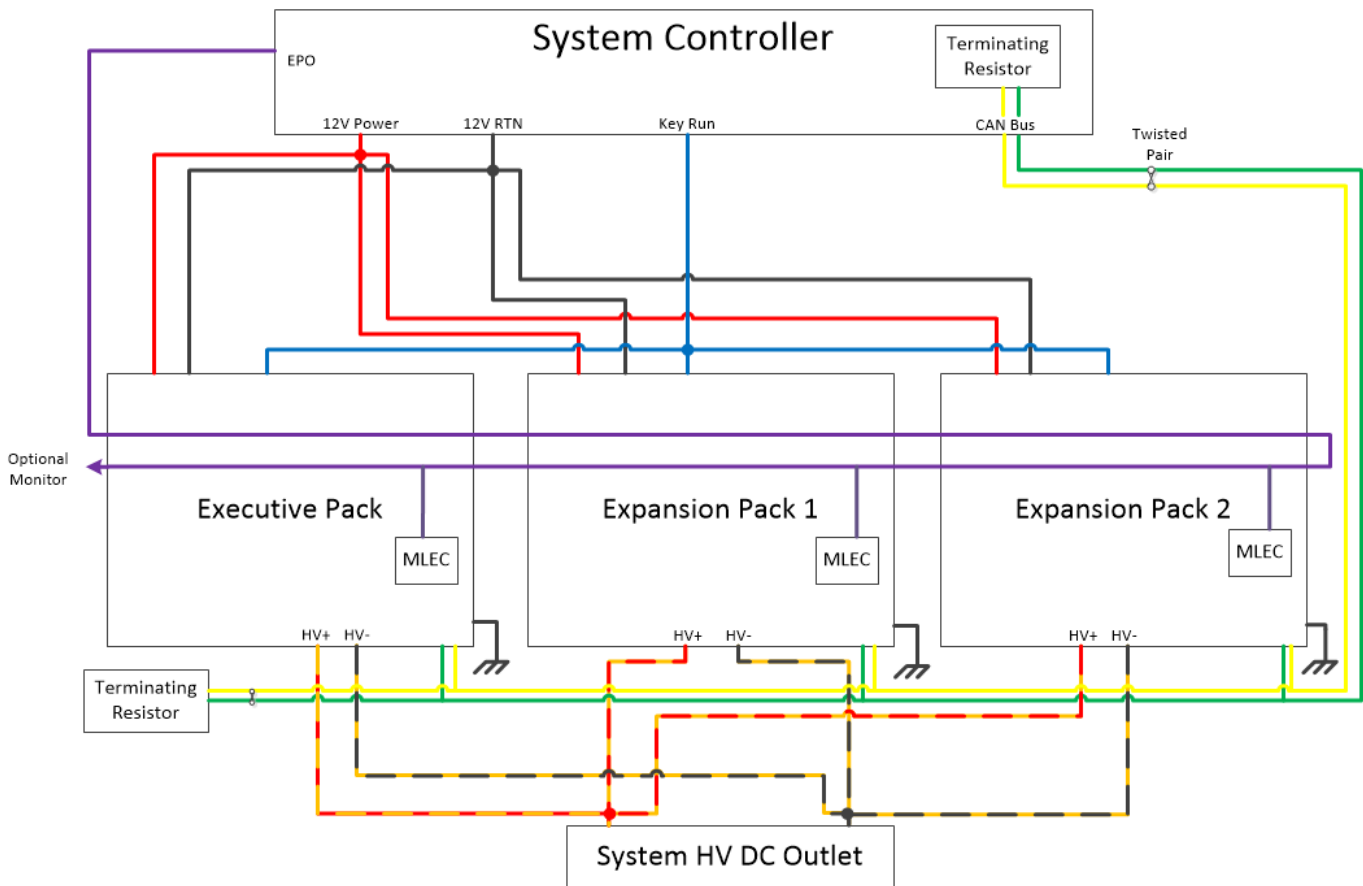 System Controller
EPO
Terminating
Resistor
12V Power
12V RTN
Key Run
CAN Bus
Twisted
Pair
Optional
Monitor
Executive Pack
Expansion Pack 1
Expansion Pack 2
MLEC
MLEC
MLEC
HV+
HV-
HV+
HV-
HV+
HV-
Terminating
Resistor
System HV DC Outlet